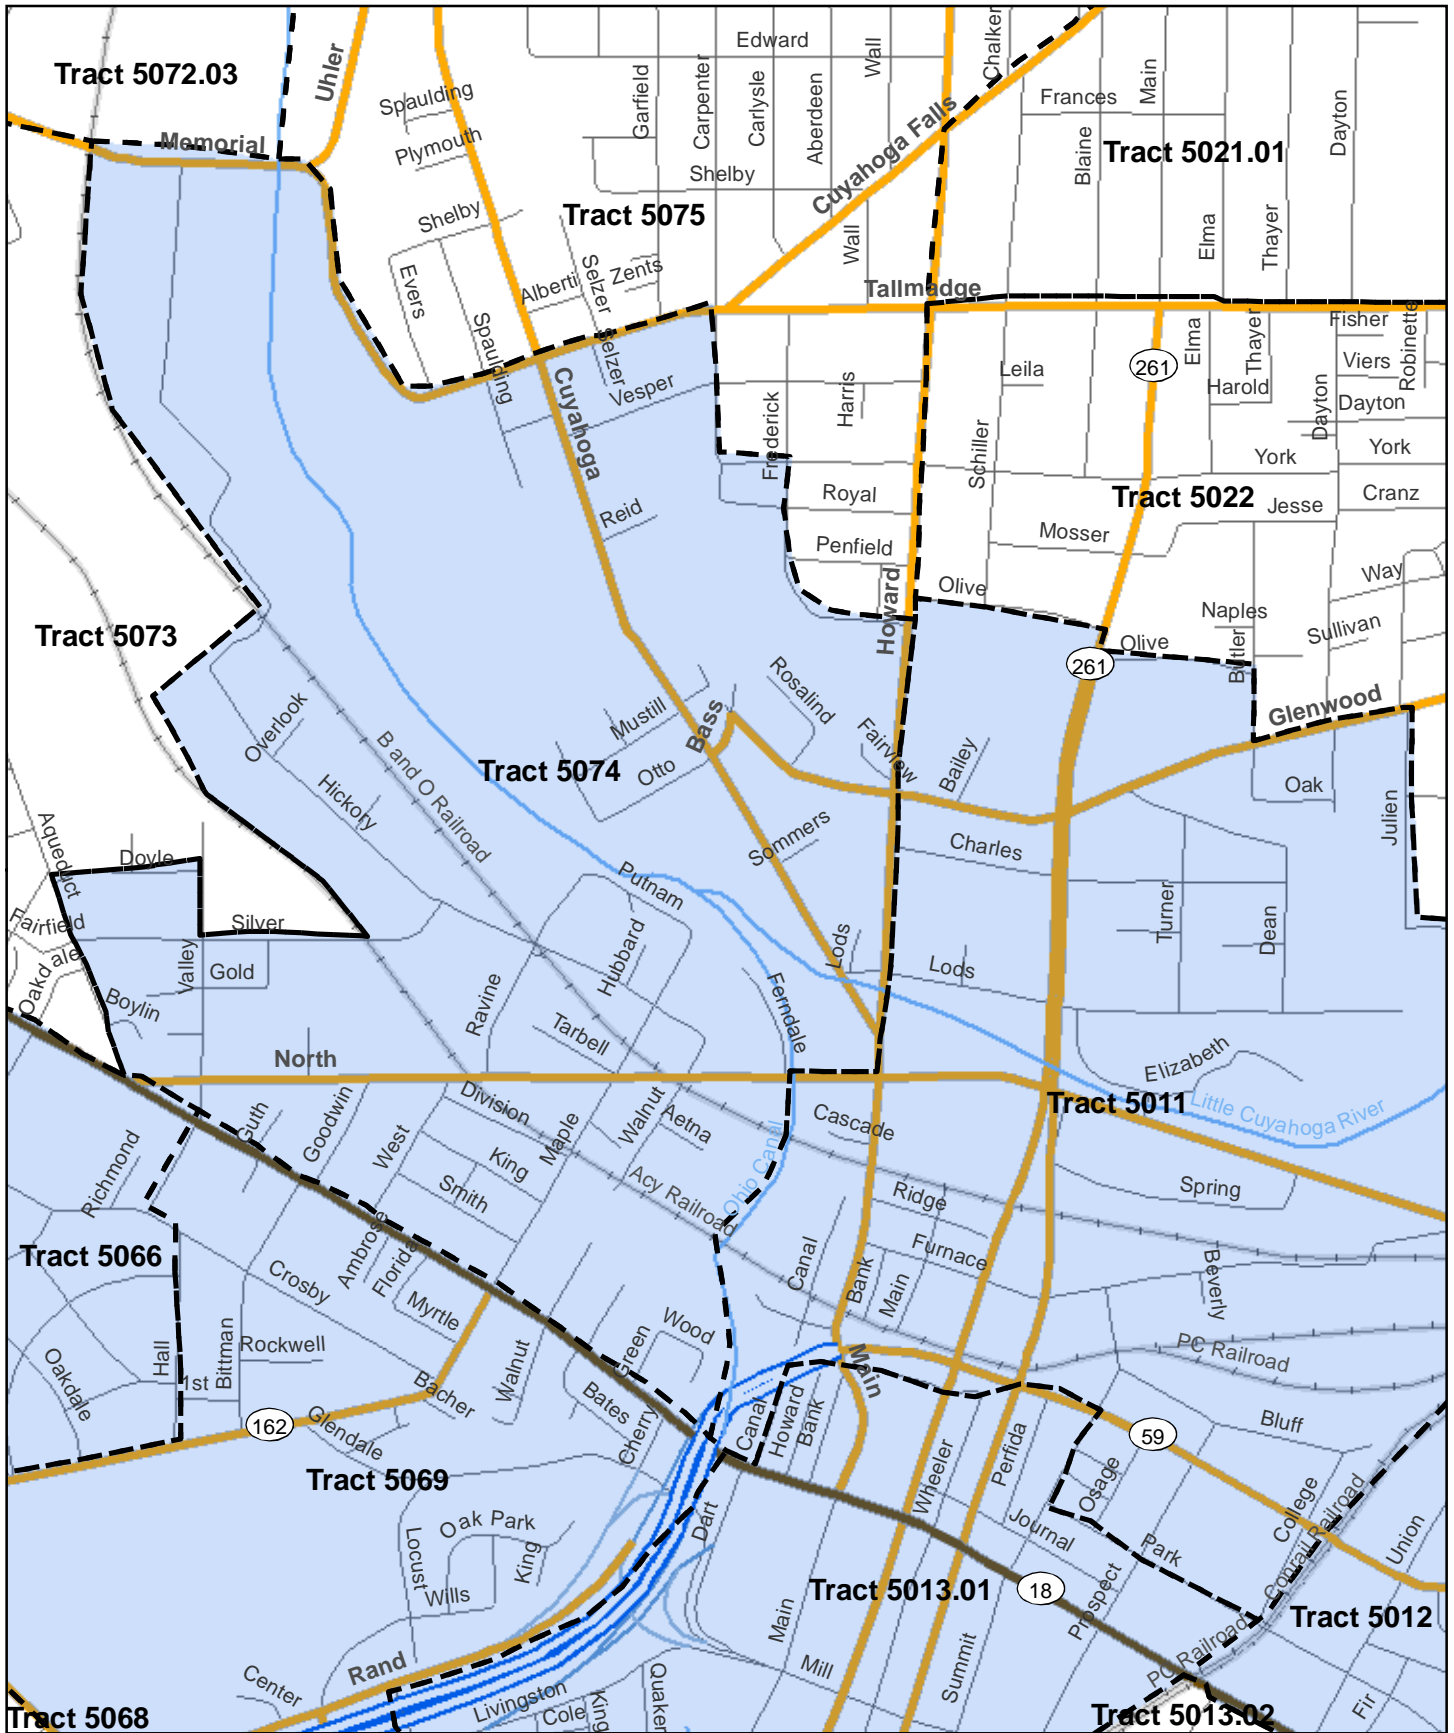 Edward
Wall
Chalker
Tract 5072.03
Uhler
Spaulding
Garfield
Carpenter
Carlysle
Aberdeen
Frances
Main
Dayton
Memorial
Plymouth
Cuyahoga Falls
Blaine
Tract 5021.01
Shelby
Shelby
Tract 5075
Wall
Elma
Thayer
Evers
Alberti
Selzer
Zents
Tallmadge
Spaulding
Selzer
Fisher
Robinette
Elma
Thayer
Viers
261
Leila
Harold
Cuyahoga
Vesper
Frederick
Harris
Dayton
Dayton
Schiller
York
York
Royal
Tract 5022
Jesse
Cranz
Reid
Mosser
Penfield
Way
Howard
Olive
Naples
Sullivan
Tract 5073
Olive
Butler
261
Rosalind
Glenwood
Overlook
Mustill
Bass
B and O Railroad
Fairview
Bailey
Tract 5074
Otto
Oak
Hickory
Julien
Aqueduct
Sommers
Charles
Doyle
Putnam
Fairfield
Silver
Turner
Dean
Oakdale
Valley
Gold
Hubbard
Lods
Lods
Boylin
Ravine
Ferndale
Tarbell
North
Elizabeth
Tract 5011
Little Cuyahoga River
Guth
Goodwin
Division
Walnut
Aetna
Cascade
Richmond
West
Maple
King
Ohio Canal
Smith
Acy Railroad
Ridge
Spring
Tract 5066
Ambrose
Florida
Canal
Furnace
Beverly
Crosby
Bank
Main
Myrtle
Hall
Bittman
Rockwell
Green
Wood
PC Railroad
Oakdale
1st
Walnut
Main
Bacher
Bates
Canal
Howard
Bank
Bluff
162
Glendale
Cherry
59
Tract 5069
Wheeler
Perfida
Osage
College
Conrail Railroad
Oak Park
Dart
Journal
Park
Union
Locust
King
Wills
Tract 5013.01
18
Main
Prospect
Tract 5012
Center
Rand
Mill
Summit
PC Railroad
Livingston
Quaker
Fir
Tract 5068
Cole
King
Tract 5013.02